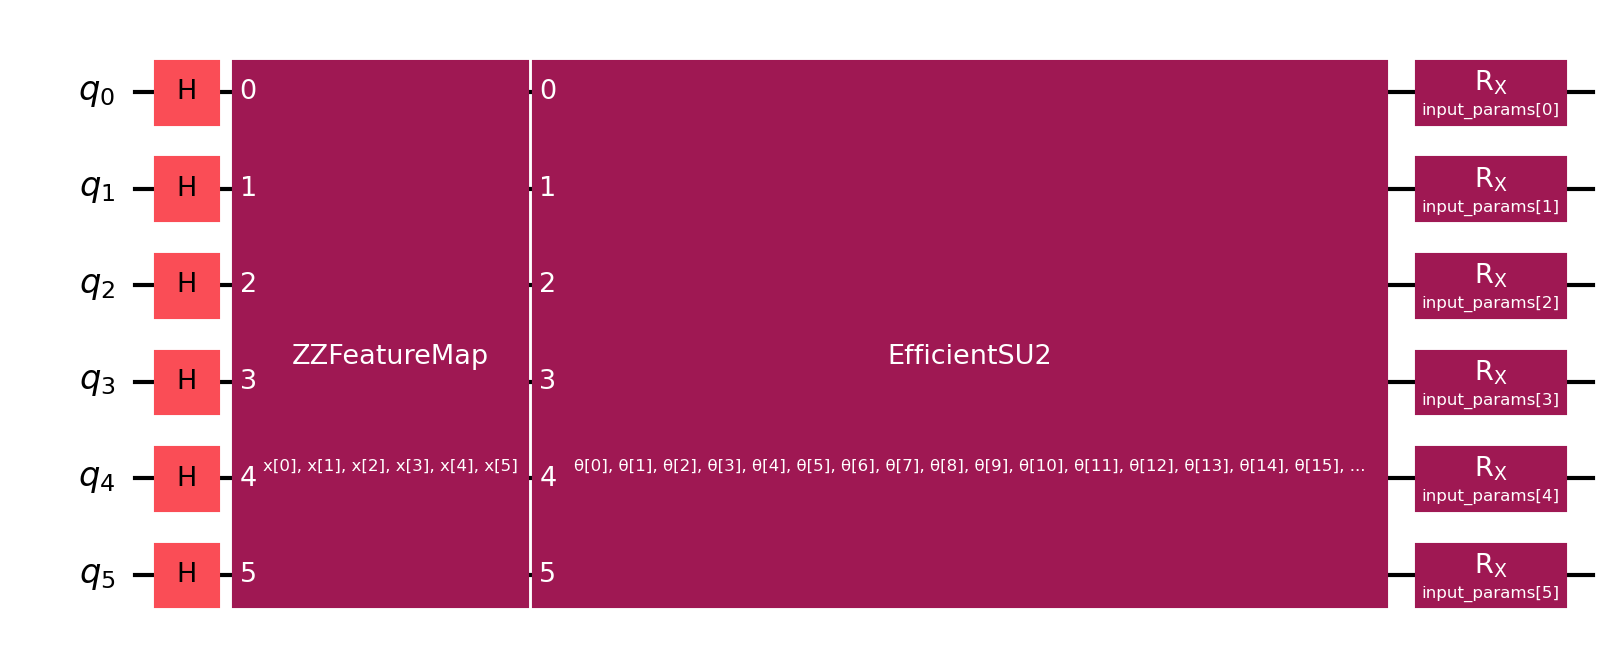 q0 H 0 0 RX
input_params[0]
q1 H 1 1 RX
input_params[1]
q2 H 2 2 RX
input_params[2]
ZZFeatureMap EfficientSU2
q3 H 3 3 RX
input_params[3]
x[0], x[1], x[2], x[3], x[4], x[5] θ[0], θ[1], θ[2], θ[3], θ[4], θ[5], θ[6], θ[7], θ[8], θ[9], θ[10], θ[11], θ[12], θ[13], θ[14], θ[15], ...
q4 H 4 4 RX
input_params[4]
q5 H 5 5 RX
input_params[5]